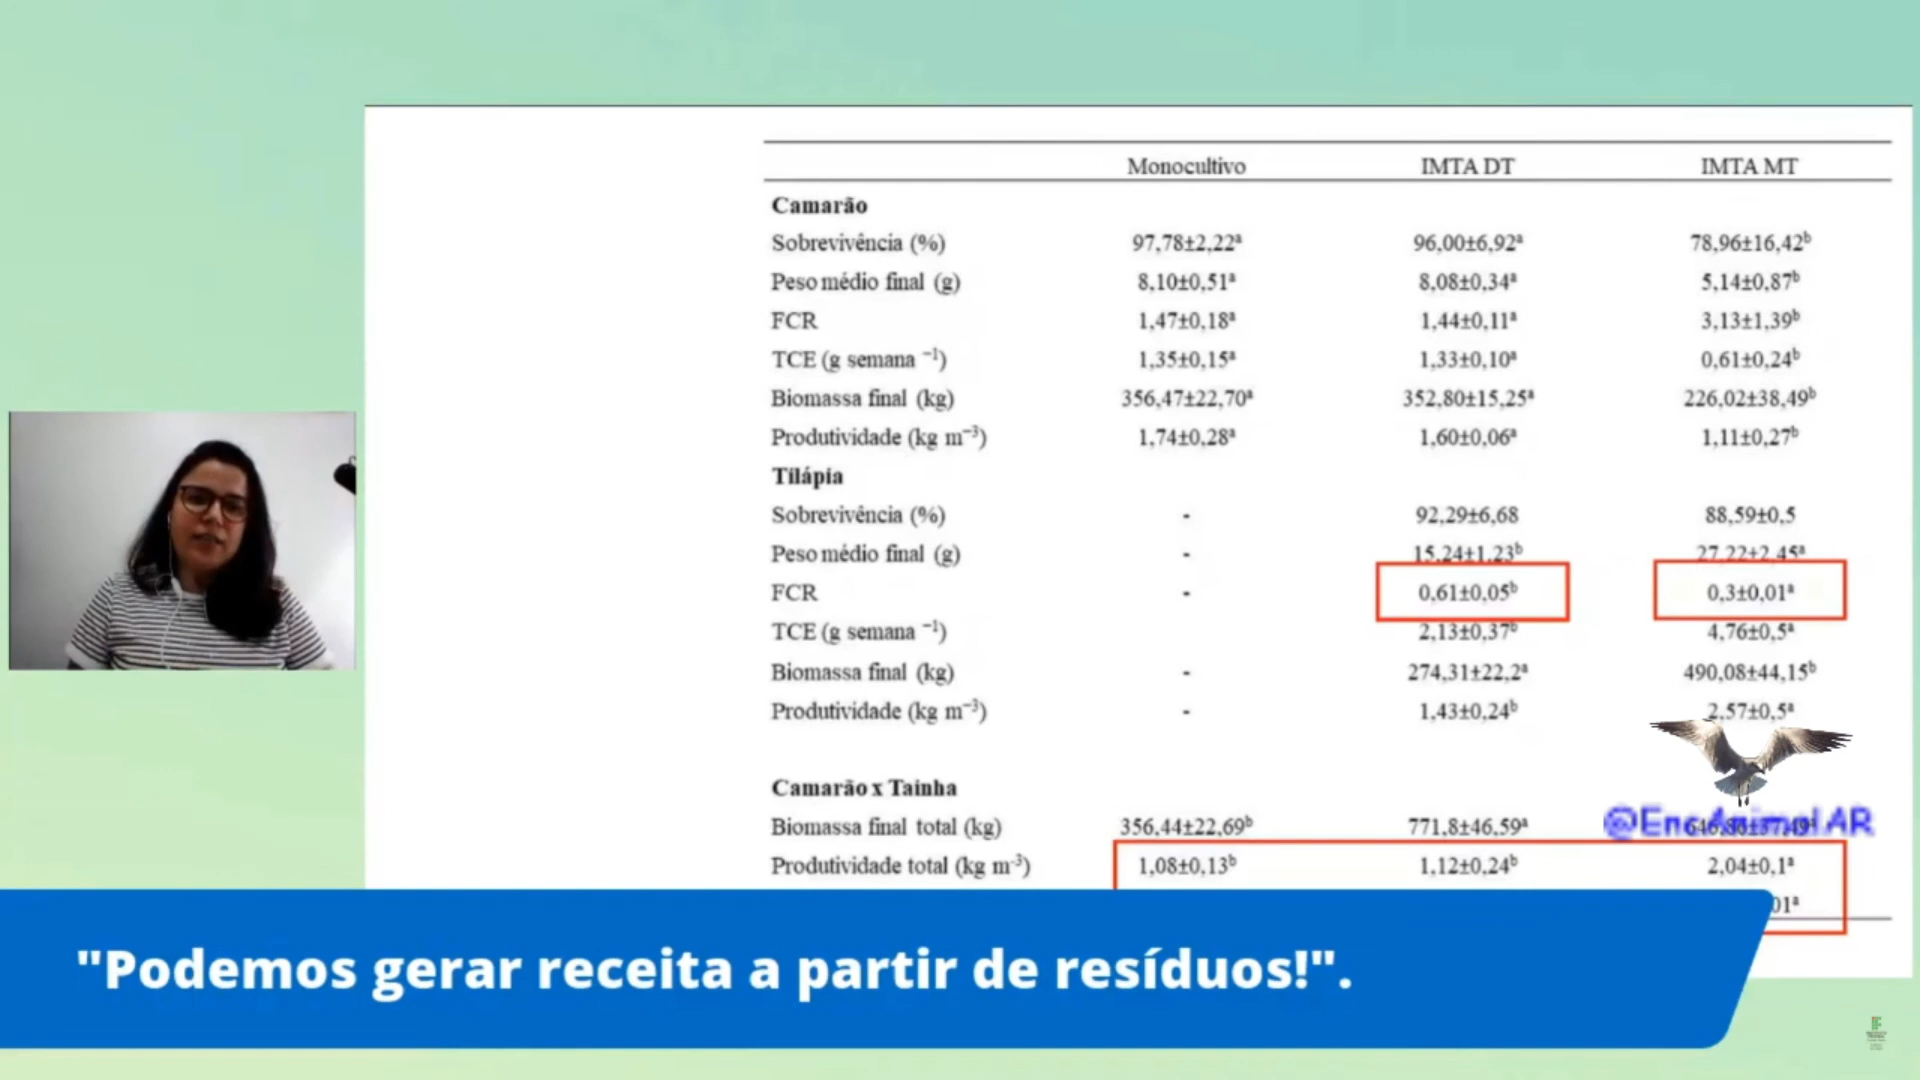 Monocultivo IMTA DT IMTA MT
Camarão
Sobrevivência (%) 97,78±2,22ª 96,00±6,92ª 78,96±16,42ᵇ
Peso médio final (g) 8,10±0,51ª 8,08±0,34ª 5,14±0,87ᵇ
FCR 1,47±0,18ª 1,44±0,11ª 3,13±1,39ᵇ
TCE (g semana ⁻¹) 1,35±0,15ª 1,33±0,10ª 0,61±0,24ᵇ
Biomassa final (kg) 356,47±22,70ª 352,80±15,25ª 226,02±38,49ᵇ
Produtividade (kg m⁻³) 1,74±0,28ª 1,60±0,06ª 1,11±0,27ᵇ
Tilápia
Sobrevivência (%) - 92,29±6,68 88,59±0,5
Peso médio final (g) - 15,24±1,23ᵇ 27,22±2,45ª
FCR - 0,61±0,05ᵇ 0,3±0,01ª
TCE (g semana ⁻¹) - 2,13±0,37ᵇ 4,76±0,5ª
Biomassa final (kg) - 274,31±22,2ª 490,08±44,15ᵇ
Produtividade (kg m⁻³) - 1,43±0,24ᵇ 2,57±0,5ª
Camarão x Tainha
Biomassa final total (kg) 356,44±22,69ᵇ 771,8±46,59ª
@EncAnimal AR
Produtividade total (kg m⁻³) 1,08±0,13ᵇ 1,12±0,24ᵇ 2,04±0,1ª
01ª
"Podemos gerar receita a partir de resíduos!".